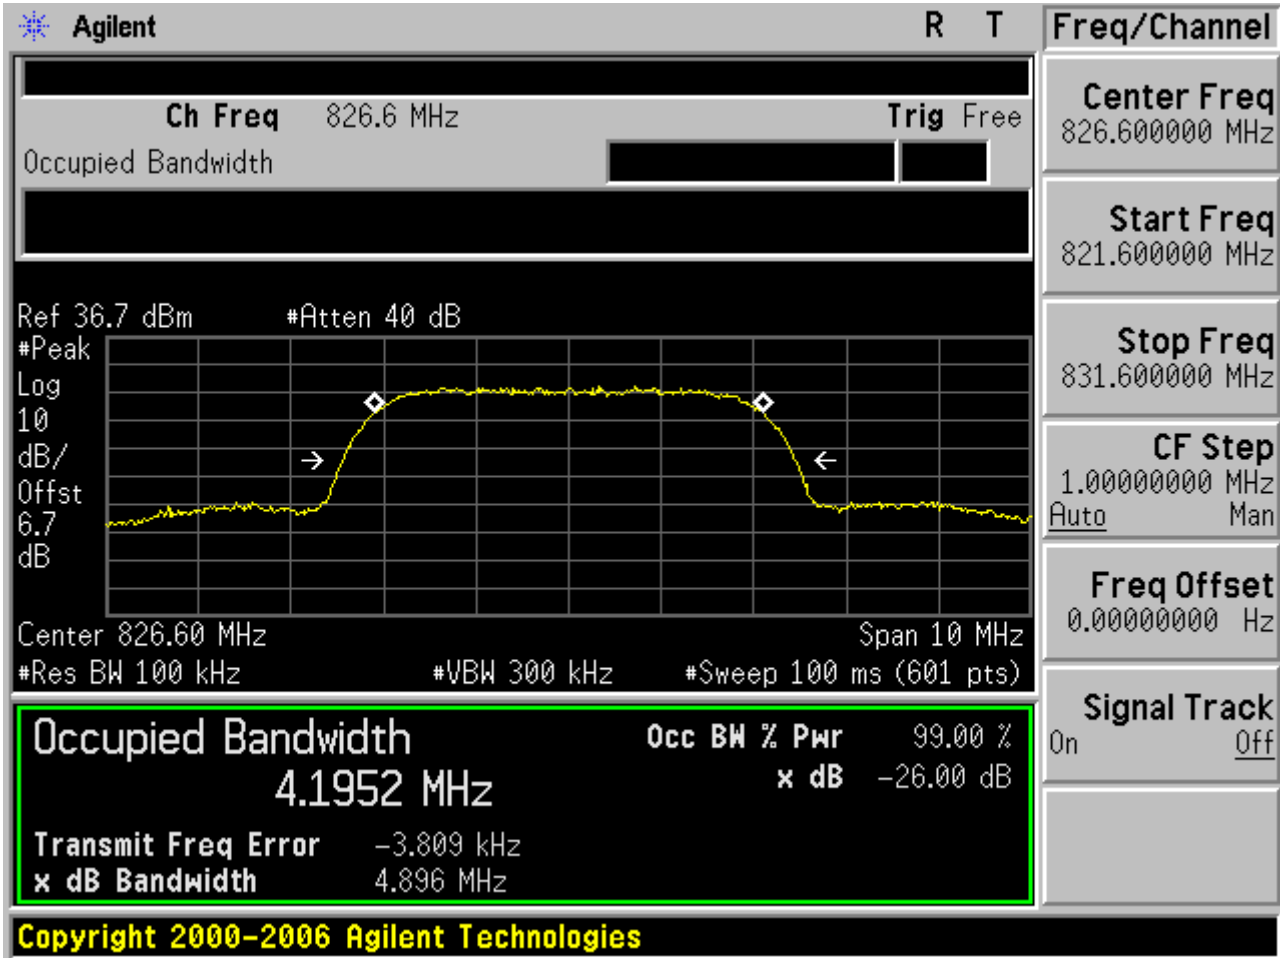 Agilent R T
Ch Freq 826.6 MHz Trig Free
Occupied Bandwidth
Ref 36.7 dBm #Atten 40 dB
#Peak
Log
10
dB/
Offst
6.7
dB
Center 826.60 MHz Span 10 MHz
#Res BW 100 kHz #VBW 300 kHz #Sweep 100 ms (601 pts)
Occupied Bandwidth
4.1952 MHz
Occ BW % Pwr 99.00 %
x dB -26.00 dB
Transmit Freq Error -3.809 kHz
x dB Bandwidth 4.896 MHz
Copyright 2000-2006 Agilent Technologies
Freq/Channel
Center Freq
826.600000 MHz
Start Freq
821.600000 MHz
Stop Freq
831.600000 MHz
CF Step
1.00000000 MHz
Auto Man
Freq Offset
0.00000000 Hz
Signal Track
On Off